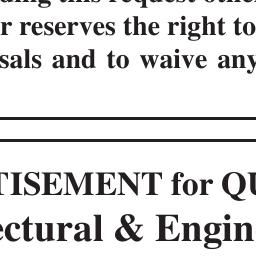 ding this request other
r reserves the right to
sals and to waive any
TISEMENT for QU
ectural & Engin